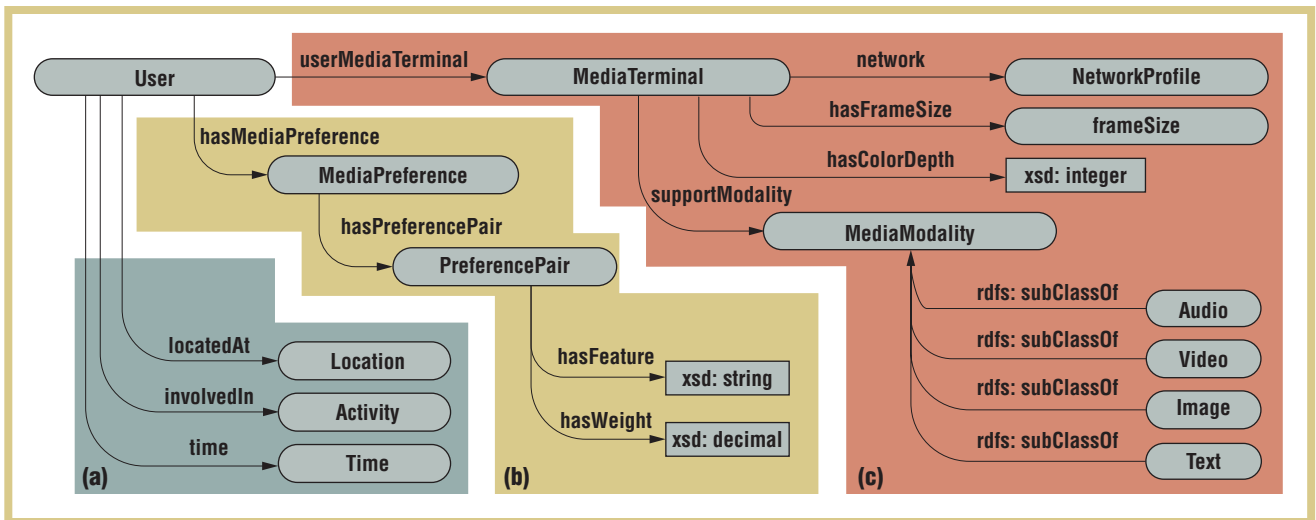 User
userMediaTerminal
MediaTerminal
network
NetworkProfile
hasFrameSize
frameSize
hasColorDepth
xsd: integer
supportModality
MediaModality
rdfs: subClassOf
Audio
rdfs: subClassOf
Video
rdfs: subClassOf
Image
rdfs: subClassOf
Text
(c)
hasMediaPreference
MediaPreference
hasPreferencePair
PreferencePair
hasFeature
xsd: string
hasWeight
xsd: decimal
(b)
locatedAt
Location
involvedIn
Activity
time
Time
(a)